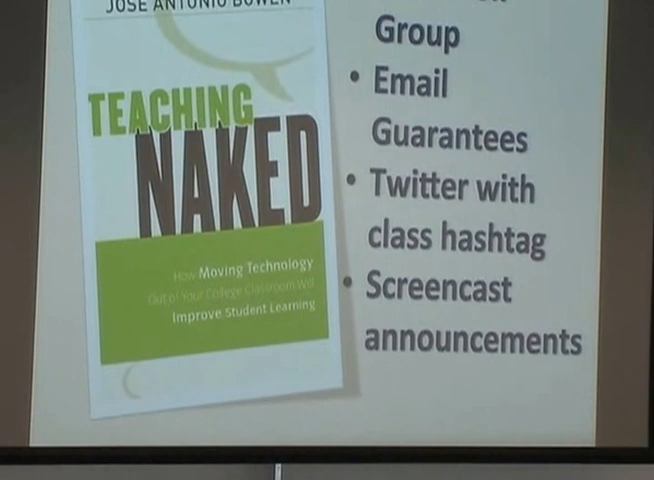 JOSÉ ANTONIO BOWEN
TEACHING
NAKED
How Moving Technology
Out of Your College Classroom Will
Improve Student Learning
Group
• Email
Guarantees
• Twitter with
class hashtag
• Screencast
announcements